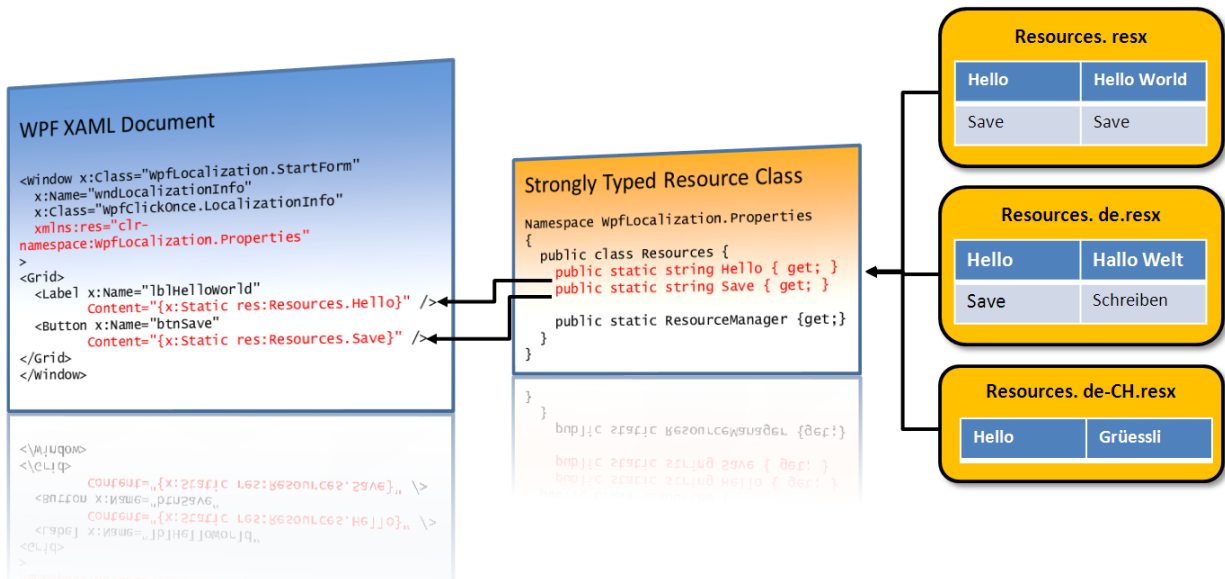 WPF XAML Document
<Window x:Class="WpfLocalization.StartForm"
x:Name="wndLocalizationInfo"
x:Class="WpfClickOnce.LocalizationInfo"
xmlns:res="clr-
namespace:WpfLocalization.Properties"
>
<Grid>
<Label x:Name="lblHelloWorld"
Content="{x:Static res:Resources.Hello}" />
<Button x:Name="btnSave"
Content="{x:Static res:Resources.Save}" />
</Grid>
</Window>
Strongly Typed Resource Class
Namespace WpfLocalization.Properties
{
public class Resources {
public static string Hello { get; }
public static string Save { get; }
public static ResourceManager {get;}
}
}
Resources. resx
Hello Hello World
Save Save
Resources. de.resx
Hello Hallo Welt
Save Schreiben
Resources. de-CH.resx
Hello Grüessli